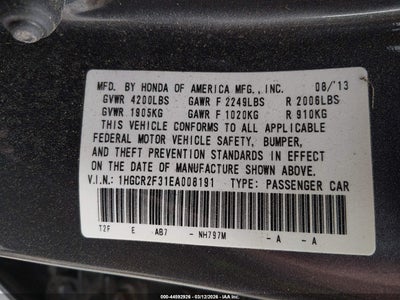 MFD. BY HONDA OF AMERICA MFG., INC. 08/'13
GVWR 4200LBS GAWR F 2249LBS R 2006LBS
GVWR 1905KG GAWR F 1020KG R 910KG
THIS VEHICLE CONFORMS TO ALL APPLICABLE
FEDERAL MOTOR VEHICLE SAFETY, BUMPER,
AND THEFT PREVENTION STANDARDS IN EFFECT
ON THE DATE OF MANUFACTURE SHOWN ABOVE.
V.I.N.: 1HGCR2F31EA008191 TYPE: PASSENGER CAR
T2F E AB7 - NH797M - A - A
000-44592926 - 03/12/2026 - IAA, Inc.